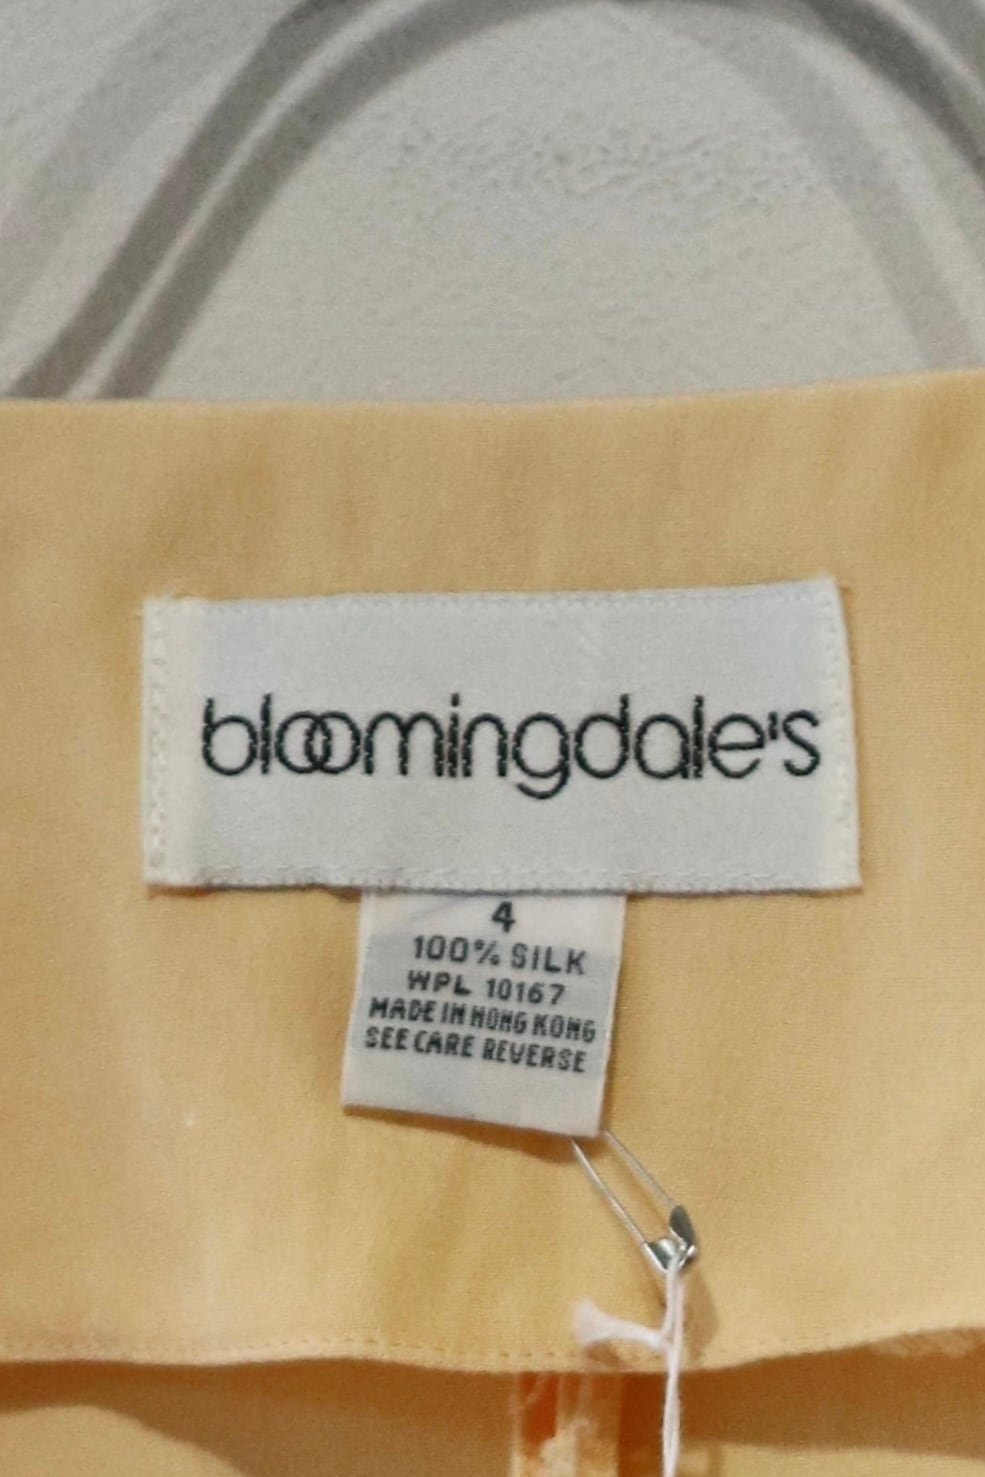 bloomingdale's
4
100% SILK
WPL 10167
MADE IN HONG KONG
SEE CARE REVERSE